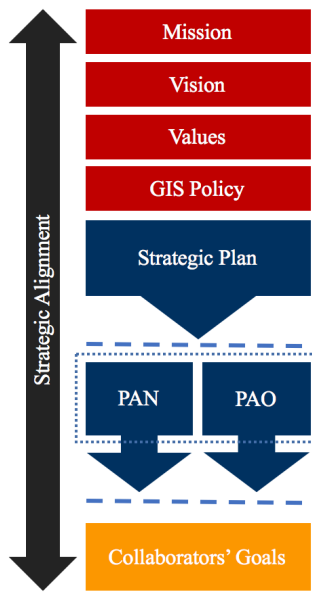 Mission
Vision
Values
GIS Policy
Strategic Plan
PAN
PAO
Collaborators' Goals
Strategic Alignment